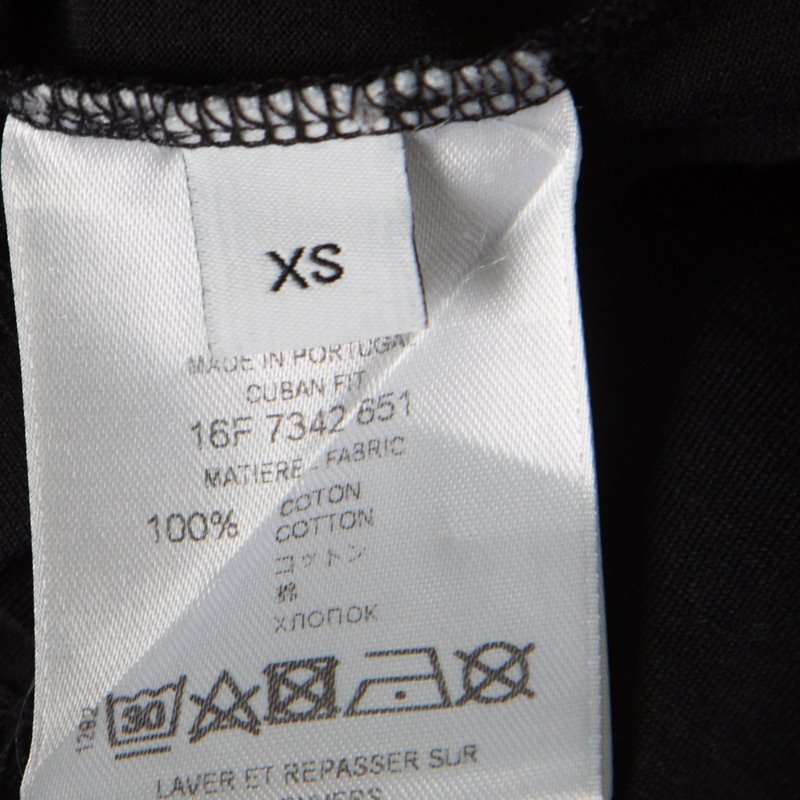 XS
MADE IN PORTUGAL
CUBAN FIT
16F 7342 651
MATIERE - FABRIC
100% COTON
COTTON
コットン
棉
ХЛОПОК
30
1292
LAVER ET REPASSER SUR